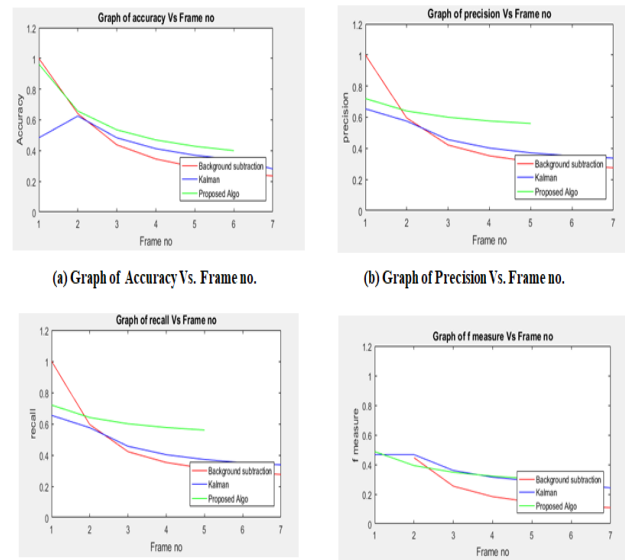 Graph of accuracy Vs Frame no
1.2
1
0.8
0.6
0.4
0.2
0
Accuracy
Background subtraction
Kalman
Proposed Algo
1 2 3 4 5 6 7
Frame no
(a) Graph of Accuracy Vs. Frame no.
Graph of precision Vs Frame no
1.2
1
0.8
0.6
0.4
0.2
0
precision
Background subtraction
Kalman
Proposed Algo
1 2 3 4 5 6 7
Frame no
(b) Graph of Precision Vs. Frame no.
Graph of recall Vs Frame no
1.2
1
0.8
0.6
0.4
0.2
0
recall
Background subtraction
Kalman
Proposed Algo
1 2 3 4 5 6 7
Frame no
Graph of f measure Vs Frame no
1.2
1
0.8
0.6
0.4
0.2
0
f measure
Background subtraction
Kalman
Proposed Algo
1 2 3 4 5 6 7
Frame no